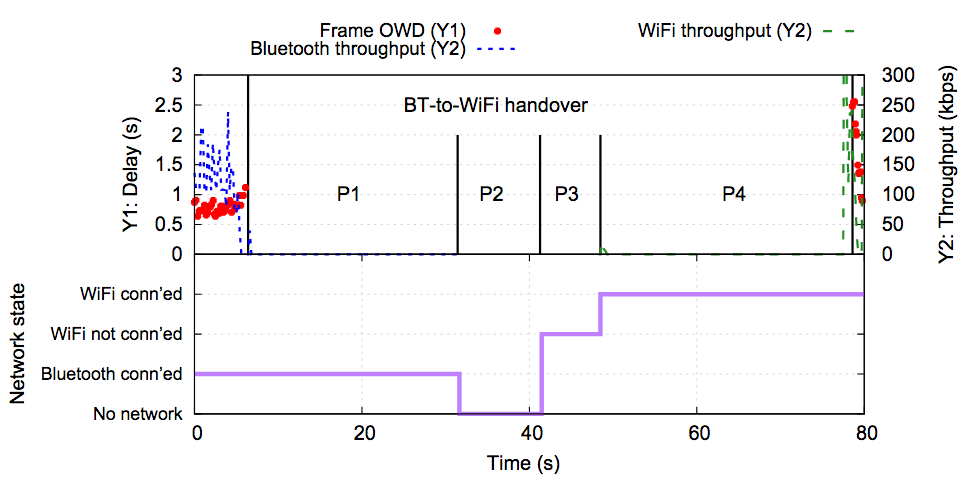 Frame OWD (Y1)
Bluetooth throughput (Y2)
WiFi throughput (Y2)
3
2.5
2
1.5
1
0.5
0
Y1: Delay (s)
BT-to-WiFi handover
P1
P2
P3
P4
300
250
200
150
100
50
0
Y2: Throughput (kbps)
Network state
WiFi conn'ed
WiFi not conn'ed
Bluetooth conn'ed
No network
0
20
40
60
80
Time (s)